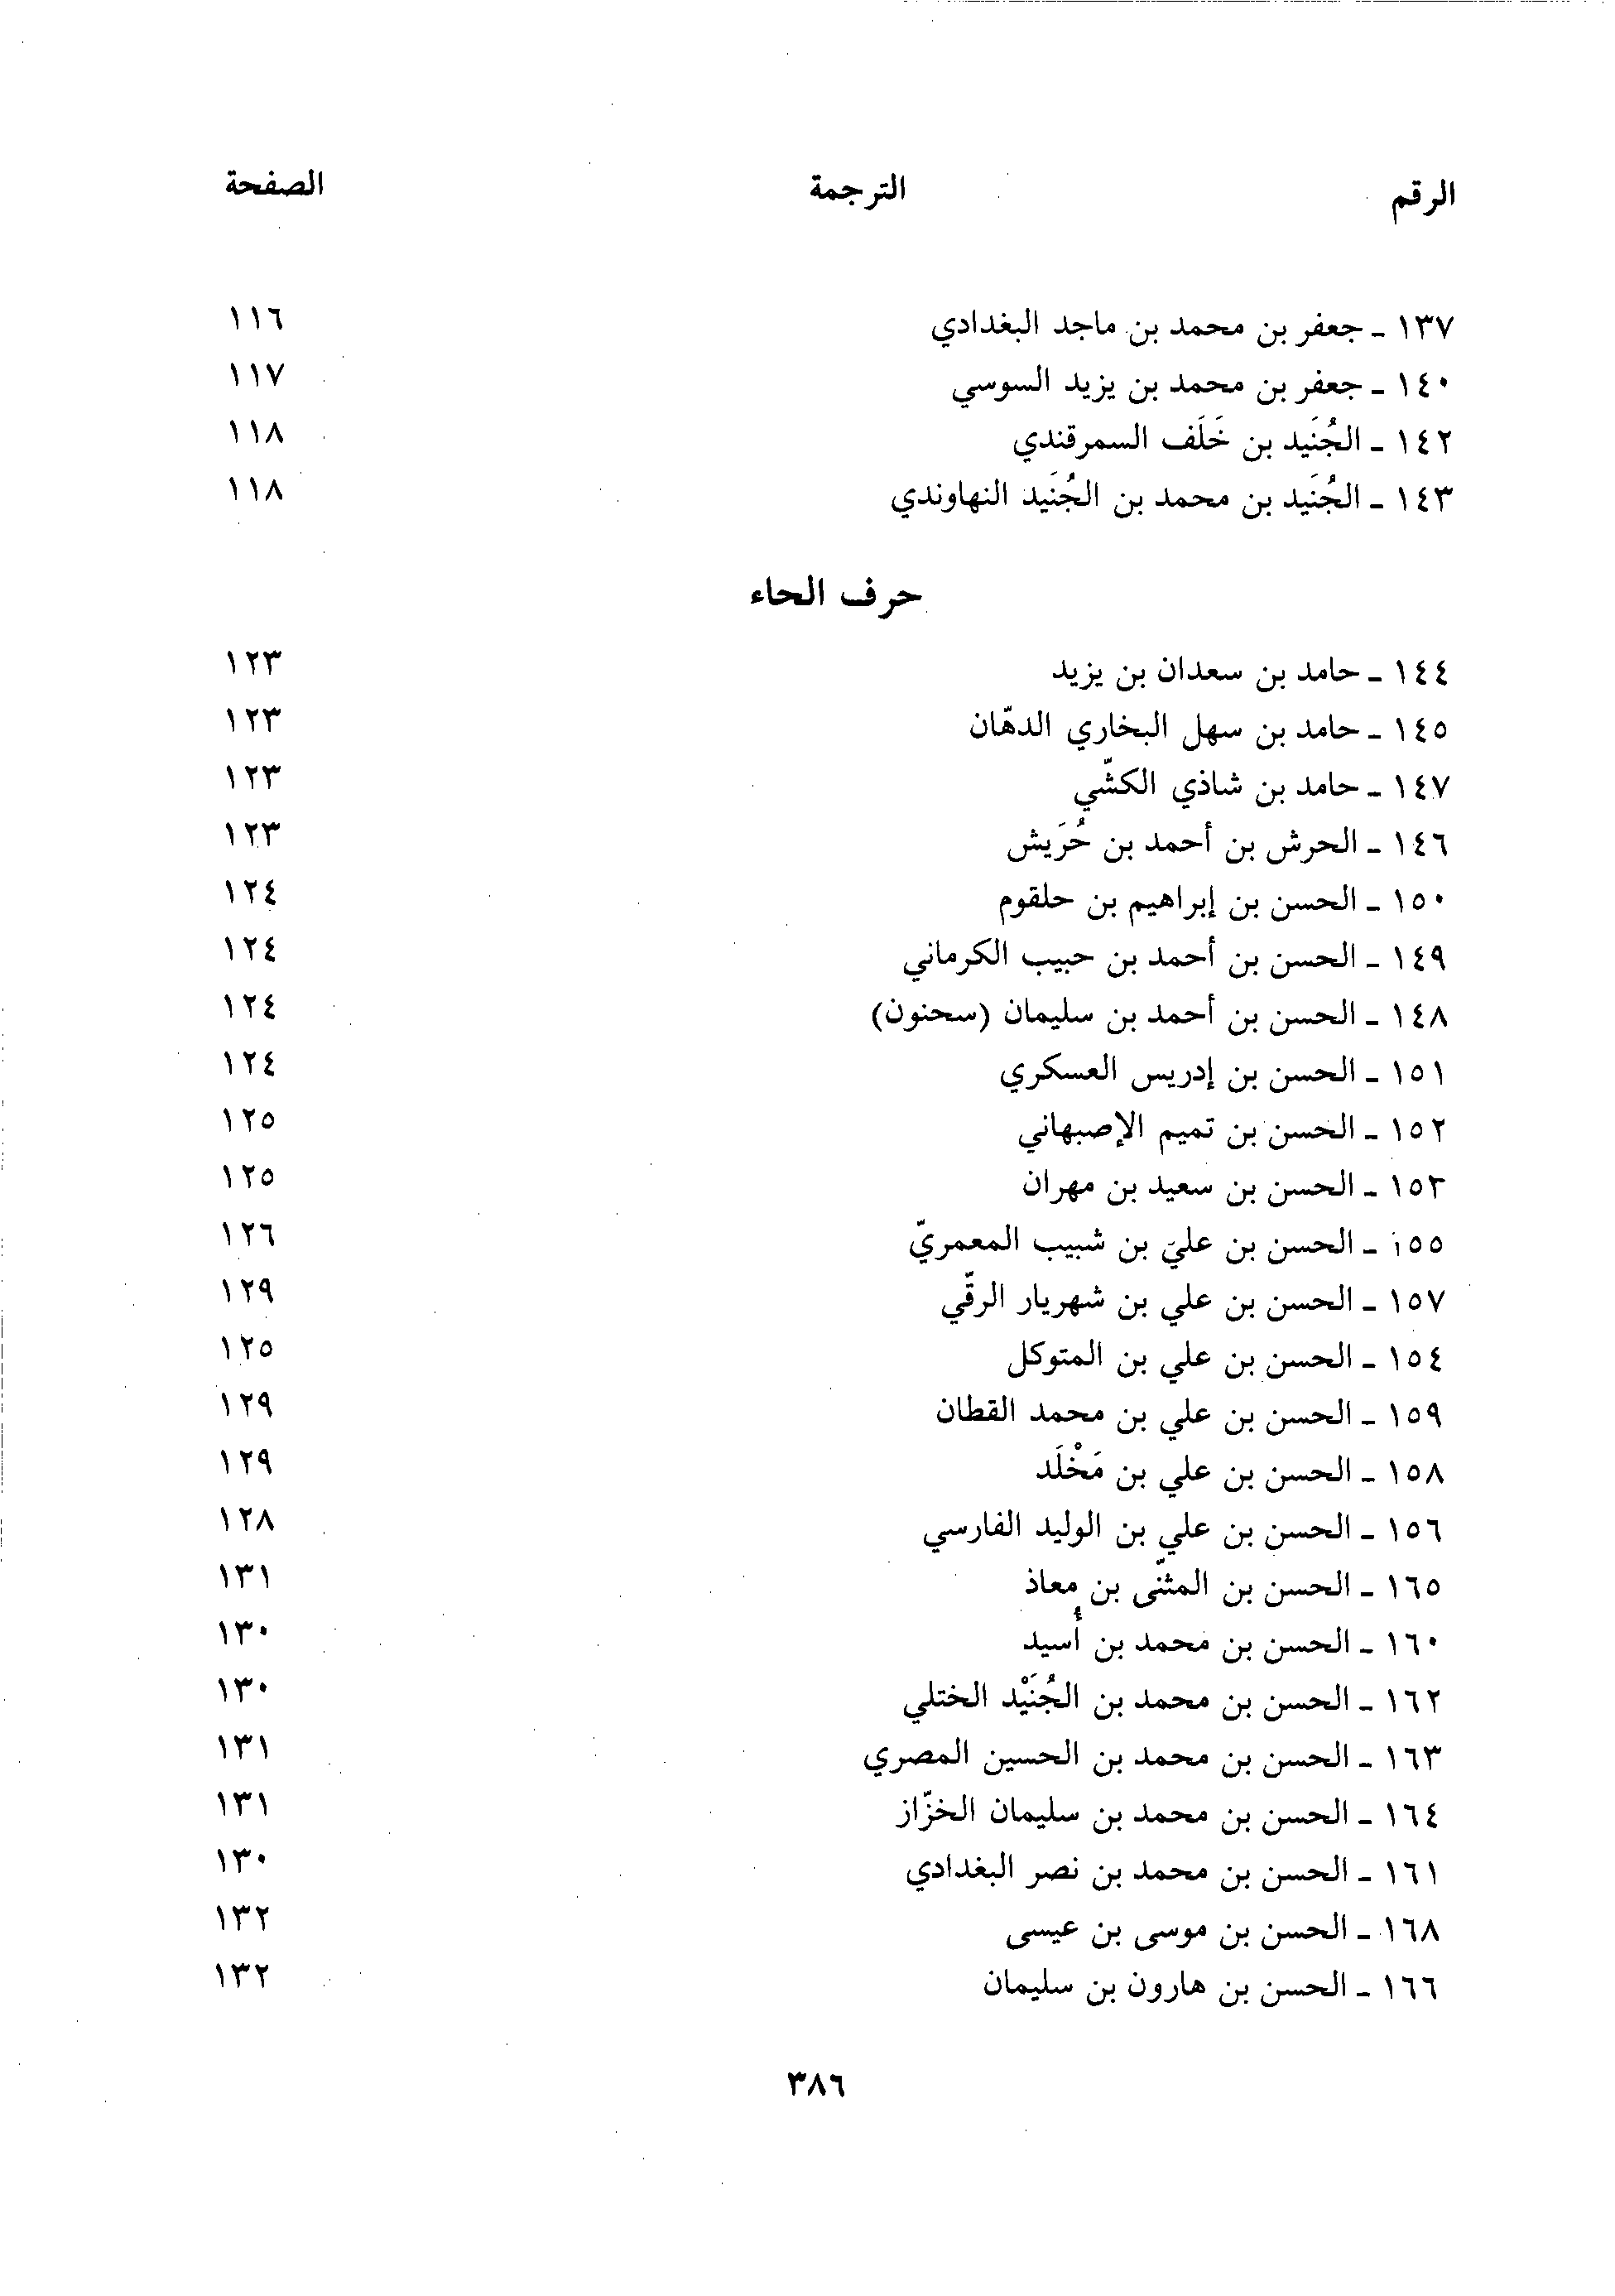 الرقم الترجمة الصفحة
١٣٧ ـ جعفر بن محمد بن ماجد البغدادي ١١٦
١٤٠ ـ جعفر بن محمد بن يزيد السوسي ١١٧
١٤٢ ـ الجُنَيد بن خَلَف السمرقندي ١١٨
١٤٣ ـ الجُنَيد بن محمد بن الجُنَيد النهاوندي ١١٨
حرف الحاء
١٤٤ ـ حامد بن سعدان بن يزيد ١٢٣
١٤٥ ـ حامد بن سهل البخاري الدهّان ١٢٣
١٤٧ ـ حامد بن شاذي الكشّي ١٢٣
١٤٦ ـ الحرش بن أحمد بن حُرَيش ١٢٣
١٥٠ ـ الحسن بن إبراهيم بن حلقوم ١٢٤
١٤٩ ـ الحسن بن أحمد بن حبيب الكرماني ١٢٤
١٤٨ ـ الحسن بن أحمد بن سليمان (سحنون) ١٢٤
١٥١ ـ الحسن بن إدريس العسكري ١٢٤
١٥٢ ـ الحسن بن تميم الإصبهاني ١٢٥
١٥٣ ـ الحسن بن سعيد بن مهران ١٢٥
١٥٥ ـ الحسن بن علي بن شبيب المعمريّ ١٢٦
١٥٧ ـ الحسن بن علي بن شهريار الرقّي ١٢٩
١٥٤ ـ الحسن بن علي بن المتوكل ١٢٥
١٥٩ ـ الحسن بن علي بن محمد القطان ١٢٩
١٥٨ ـ الحسن بن علي بن مَخْلَد ١٢٩
١٥٦ ـ الحسن بن علي بن الوليد الفارسي ١٢٨
١٦٥ ـ الحسن بن المثنّى بن معاذ ١٣١
١٦٠ ـ الحسن بن محمد بن أُسيد ١٣٠
١٦٢ ـ الحسن بن محمد بن الجُنَيْد الختلي ١٣٠
١٦٣ ـ الحسن بن محمد بن الحسين المصري ١٣١
١٦٤ ـ الحسن بن محمد بن سليمان الخزّاز ١٣١
١٦١ ـ الحسن بن محمد بن نصر البغدادي ١٣٠
١٦٨ ـ الحسن بن موسى بن عيسى ١٣٢
١٦٦ ـ الحسن بن هارون بن سليمان ١٣٢
٣٨٦